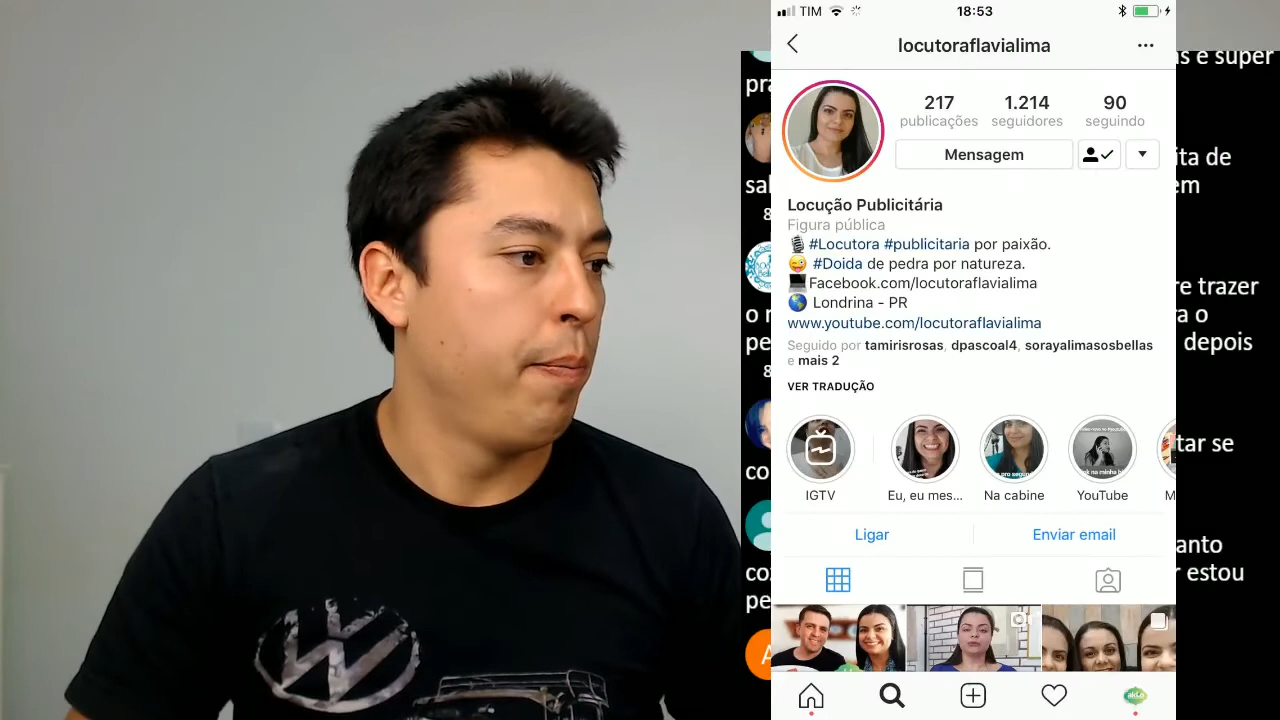 TIM
18:53
locutoraflavialima
217
1.214
90
publicações
seguidores
seguindo
Mensagem
Locução Publicitária
Figura pública
#Locutora #publicitaria por paixão.
#Doida de pedra por natureza.
Facebook.com/locutoraflavialima
Londrina - PR
www.youtube.com/locutoraflavialima
Seguido por tamirisrosas, dpascoal4, sorayalimasosbellas
e mais 2
VER TRADUÇÃO
IGTV
Eu, eu mes...
Na cabine
YouTube
M
Ligar
Enviar email
e super
pra
de
sal
em
8
re trazer
o
a o
pe
depois
8
tar se
co
anto
coz
estou
pe
A